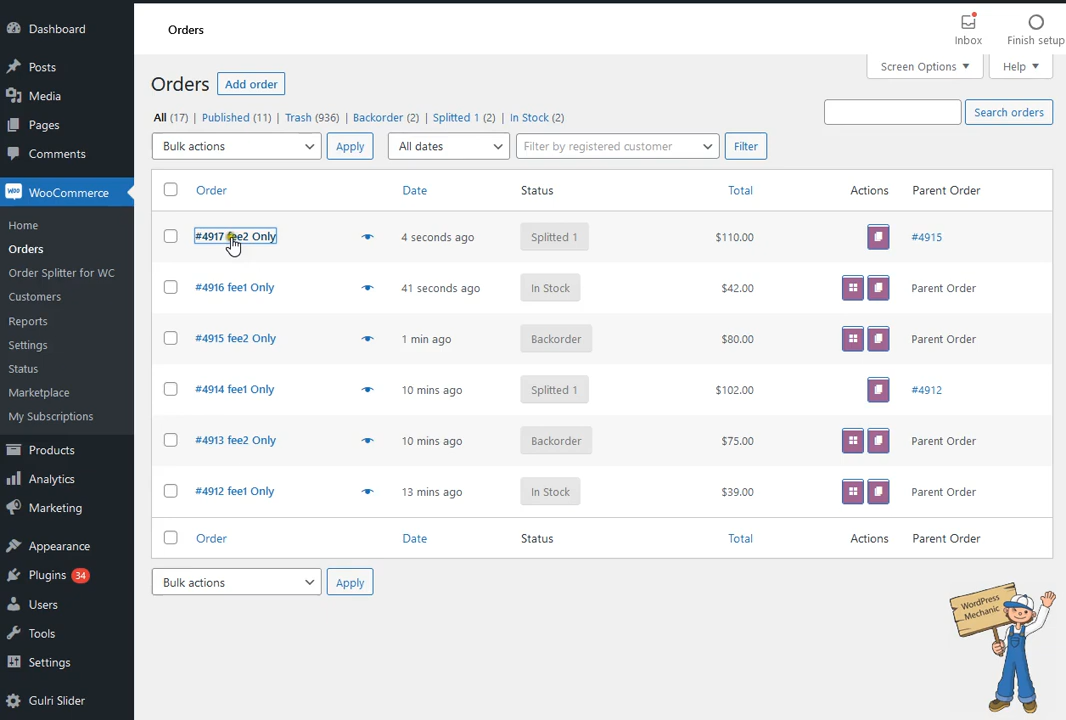 Dashboard
Posts
Media
Pages
Comments
WooCommerce
Home
Orders
Order Splitter for WC
Customers
Reports
Settings
Status
Marketplace
My Subscriptions
Products
Analytics
Marketing
Appearance
Plugins 34
Users
Tools
Settings
Gulri Slider
Orders
Inbox
Finish setup
Screen Options ▼
Help ▼
Orders Add order
All (17) | Published (11) | Trash (936) | Backorder (2) | Splitted 1 (2) | In Stock (2)
Search orders
Bulk actions Apply All dates Filter by registered customer Filter
Order Date Status Total Actions Parent Order
#4917 fee2 Only 4 seconds ago Splitted 1 $110.00 #4915
#4916 fee1 Only 41 seconds ago In Stock $42.00 Parent Order
#4915 fee2 Only 1 min ago Backorder $80.00 Parent Order
#4914 fee1 Only 10 mins ago Splitted 1 $102.00 #4912
#4913 fee2 Only 10 mins ago Backorder $75.00 Parent Order
#4912 fee1 Only 13 mins ago In Stock $39.00 Parent Order
Order Date Status Total Actions Parent Order
Bulk actions Apply
WordPress
Mechanic